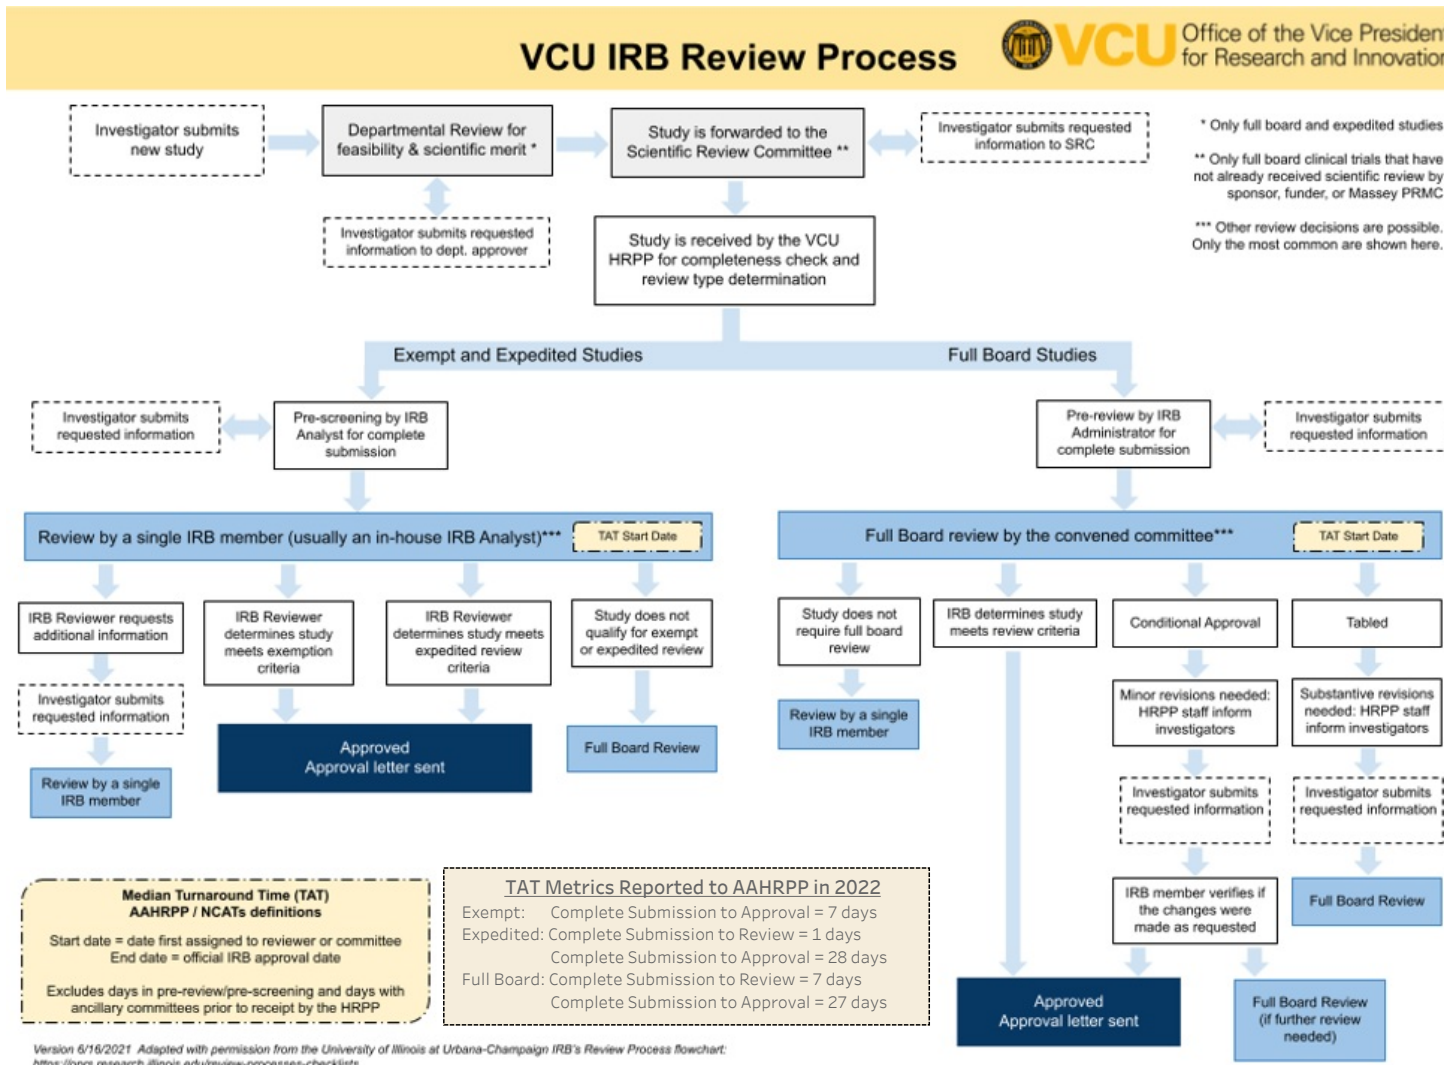 VCU IRB Review Process
VCU
Office of the Vice President
for Research and Innovation
Investigator submits
new study
Departmental Review for
feasibility & scientific merit *
Study is forwarded to the
Scientific Review Committee **
Investigator submits requested
information to SRC
* Only full board and expedited studies
** Only full board clinical trials that have
not already received scientific review by
sponsor, funder, or Massey PRMC
*** Other review decisions are possible.
Only the most common are shown here.
Investigator submits requested
information to dept. approver
Study is received by the VCU
HRPP for completeness check and
review type determination
Exempt and Expedited Studies
Full Board Studies
Investigator submits
requested information
Pre-screening by IRB
Analyst for complete
submission
Pre-review by IRB
Administrator for
complete submission
Investigator submits
requested information
Review by a single IRB member (usually an in-house IRB Analyst)***
TAT Start Date
Full Board review by the convened committee***
TAT Start Date
IRB Reviewer requests
additional information
IRB Reviewer
determines study
meets exemption
criteria
IRB Reviewer
determines study meets
expedited review
criteria
Study does not
qualify for exempt
or expedited review
Study does not
require full board
review
IRB determines study
meets review criteria
Conditional Approval
Tabled
Investigator submits
requested information
Review by a single
IRB member
Approved
Approval letter sent
Full Board Review
Review by a single
IRB member
Minor revisions needed:
HRPP staff inform
investigators
Substantive revisions
needed: HRPP staff
inform investigators
Investigator submits
requested information
Investigator submits
requested information
IRB member verifies if
the changes were
made as requested
Full Board Review
Approved
Approval letter sent
Full Board Review
(if further review
needed)
Median Turnaround Time (TAT)
AAHRPP / NCATs definitions
Start date = date first assigned to reviewer or committee
End date = official IRB approval date
Excludes days in pre-review/pre-screening and days with
ancillary committees prior to receipt by the HRPP
TAT Metrics Reported to AAHRPP in 2022
Exempt: Complete Submission to Approval = 7 days
Expedited: Complete Submission to Review = 1 days
Complete Submission to Approval = 28 days
Full Board: Complete Submission to Review = 7 days
Complete Submission to Approval = 27 days
Version 6/16/2021 Adapted with permission from the University of Illinois at Urbana-Champaign IRB's Review Process flowchart: